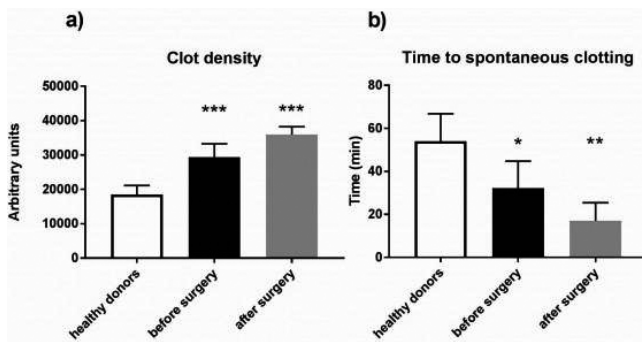 a)
Clot density
Arbitrary units
50000
40000
30000
20000
10000
0
***
***
healthy donors
before surgery
after surgery
b)
Time to spontaneous clotting
Time (min)
80
60
40
20
0
*
**
healthy donors
before surgery
after surgery